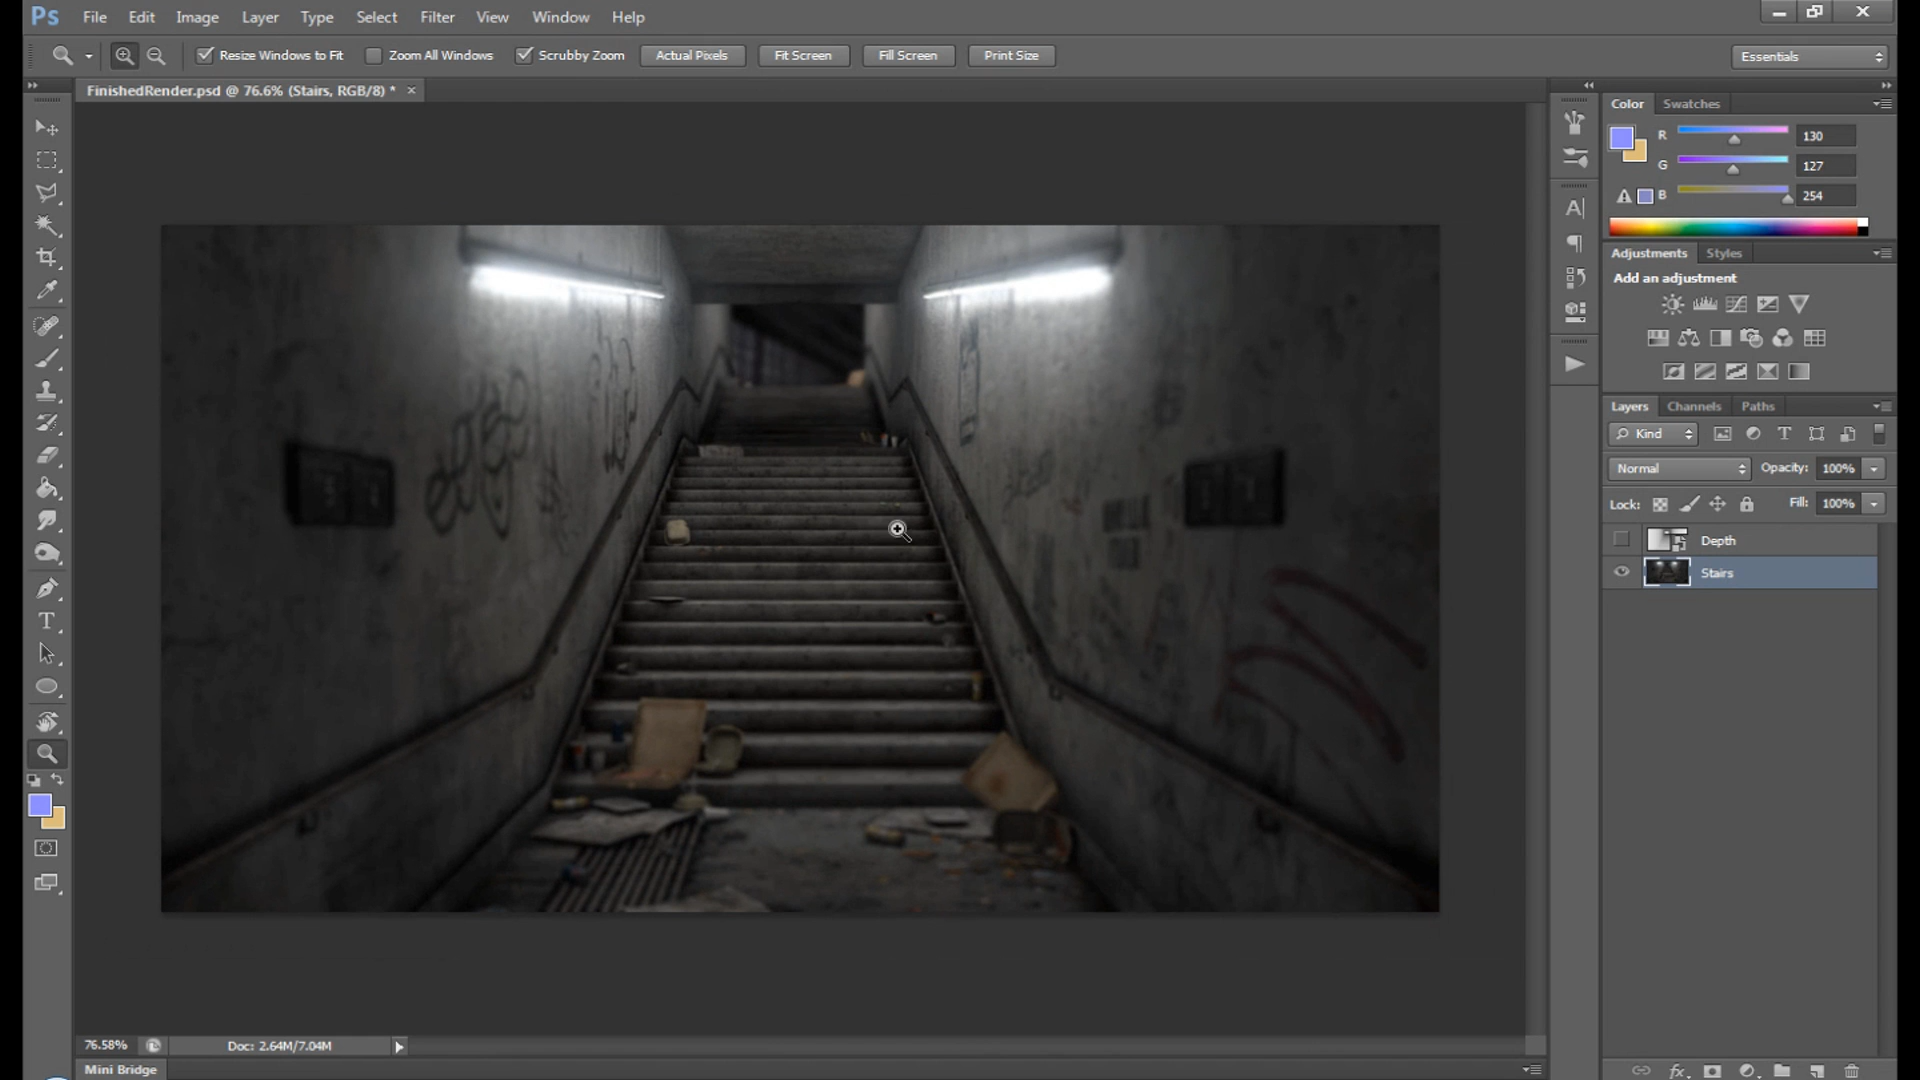 Ps File Edit Image Layer Type Select Filter View Window Help
Resize Windows to Fit Zoom All Windows Scrubby Zoom Actual Pixels Fit Screen Fill Screen Print Size Essentials
FinishedRender.psd @ 76.6% (Stairs, RGB/8) * ×
Color Swatches
R 130
G 127
B 254
Adjustments Styles
Add an adjustment
Layers Channels Paths
Kind
Normal Opacity: 100%
Lock: Fill: 100%
Depth
Stairs
76.58% Doc: 2.64M/7.04M
Mini Bridge